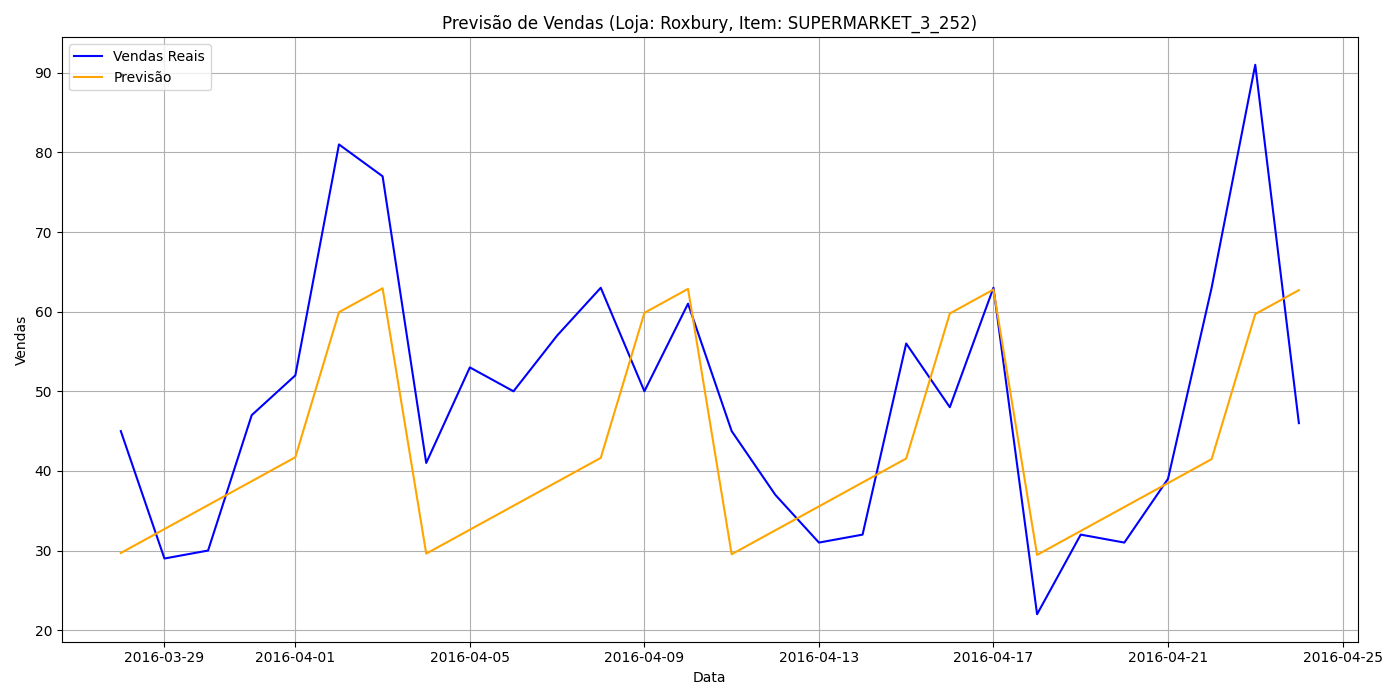 Previsão de Vendas (Loja: Roxbury, Item: SUPERMARKET_3_252)
Vendas Reais
Previsão
90
80
70
60
50
40
30
20
Vendas
2016-03-29 2016-04-01 2016-04-05 2016-04-09 2016-04-13 2016-04-17 2016-04-21 2016-04-25
Data